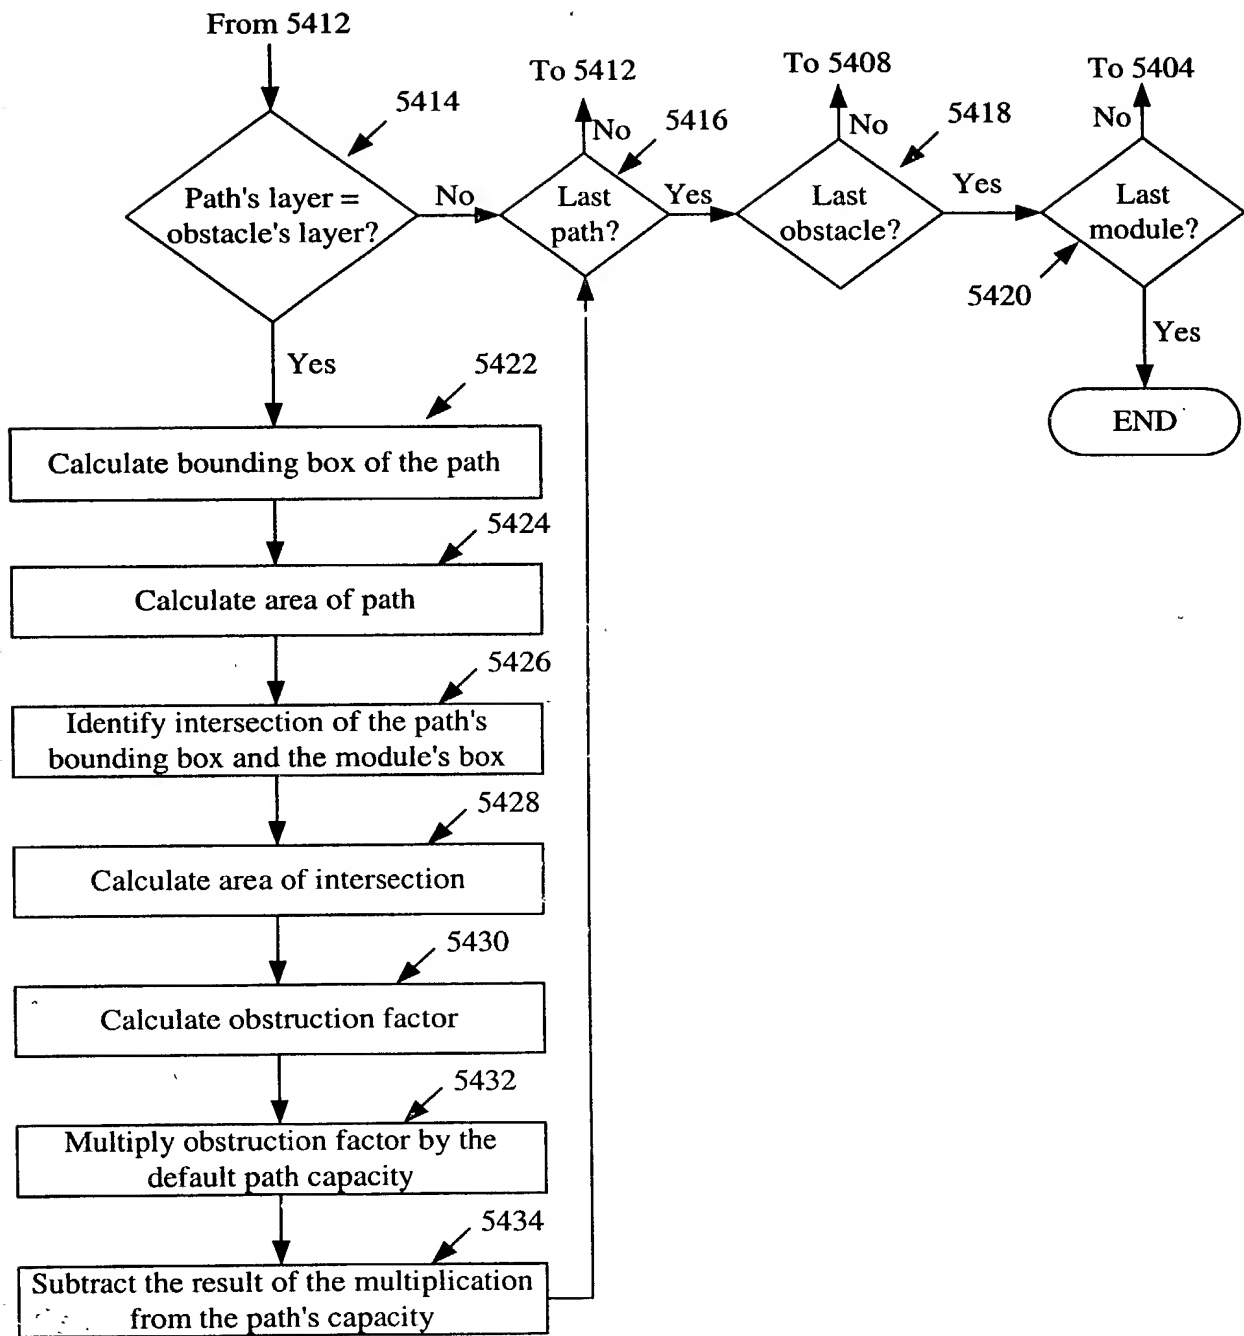 From 5412
To 5412
To 5408
To 5404
5414
No
5416
No
5418
No
Path's layer =
obstacle's layer?
No
Last
path?
Yes
Last
obstacle?
Yes
Last
module?
5420
Yes
Yes
END
5422
Calculate bounding box of the path
5424
Calculate area of path
5426
Identify intersection of the path's
bounding box and the module's box
5428
Calculate area of intersection
5430
Calculate obstruction factor
5432
Multiply obstruction factor by the
default path capacity
5434
Subtract the result of the multiplication
from the path's capacity